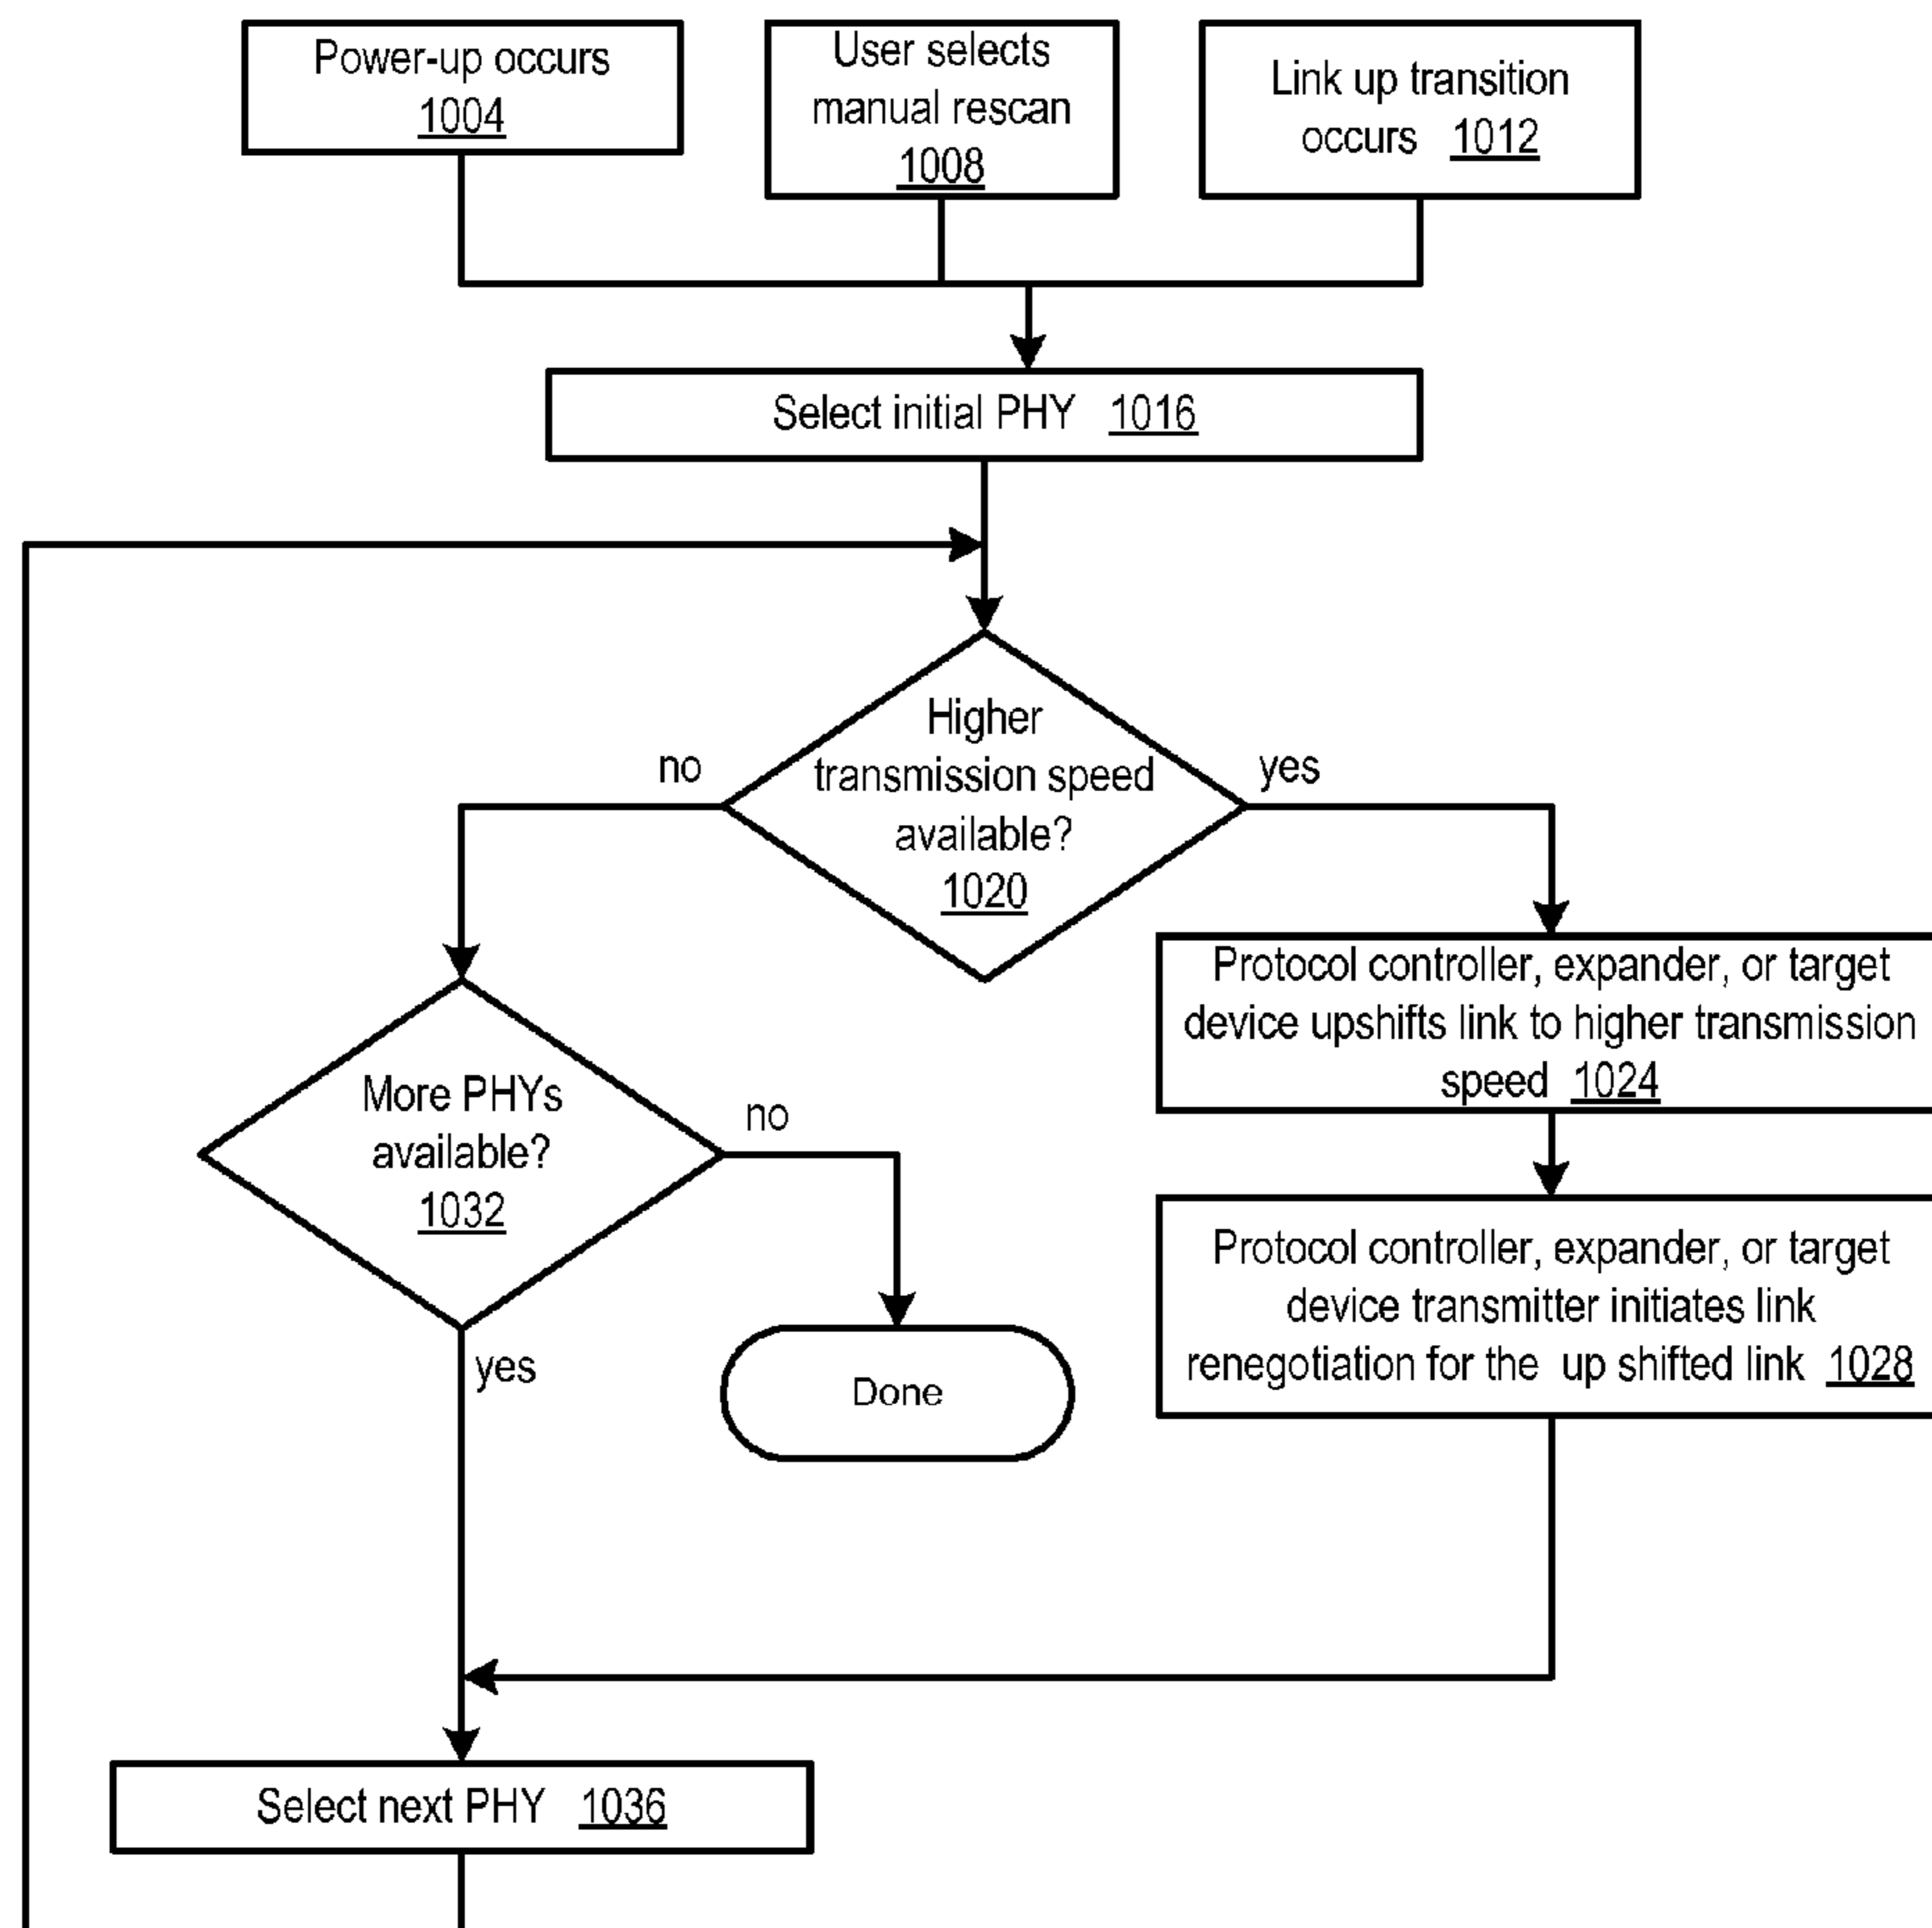 Power-up occurs
1004
User selects
manual rescan
1008
Link up transition
occurs 1012
Select initial PHY 1016
Higher
transmission speed
available?
1020
no
yes
Protocol controller, expander, or target
device upshifts link to higher transmission
speed 1024
More PHYs
available?
1032
no
yes
Done
Protocol controller, expander, or target
device transmitter initiates link
renegotiation for the up shifted link 1028
Select next PHY 1036